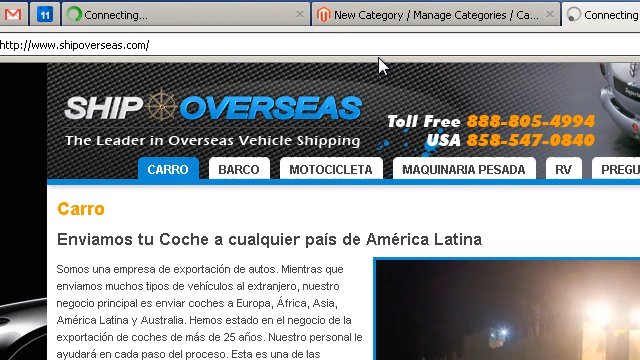 11 Connecting... New Category / Manage Categories / Ca... Connecting
http://www.shipoverseas.com/
SHIP OVERSEAS
The Leader in Overseas Vehicle Shipping
Toll Free 888-805-4994
USA 858-547-0840
CARRO BARCO MOTOCICLETA MAQUINARIA PESADA RV PREGU
Carro
Enviamos tu Coche a cualquier país de América Latina
Somos una empresa de exportación de autos. Mientras que
enviamos muchos tipos de vehículos al extranjero, nuestro
negocio principal es enviar coches a Europa, África, Asia,
América Latina y Australia. Hemos estado en el negocio de la
exportación de coches de más de 25 años. Nuestro personal le
ayudará en cada paso del proceso. Esta es una de las